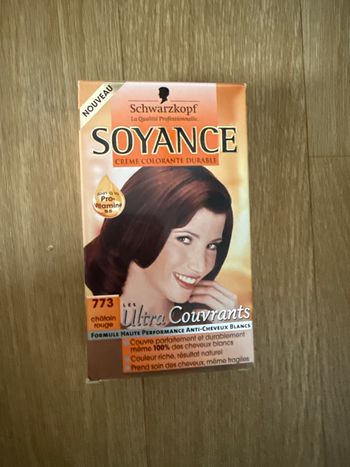 NOUVEAU
Schwarzkopf
La Qualité Professionnelle.
SOYANCE
CRÈME COLORANTE DURABLE
Pro-
Vitamine
B5
773
châtain
rouge
LES
Ultra Couvrants
FORMULE HAUTE PERFORMANCE ANTI-CHEVEUX BLANCS
Couvre parfaitement et durablement
même 100% des cheveux blancs
Couleur riche, résultat naturel
Prend soin des cheveux, même fragiles